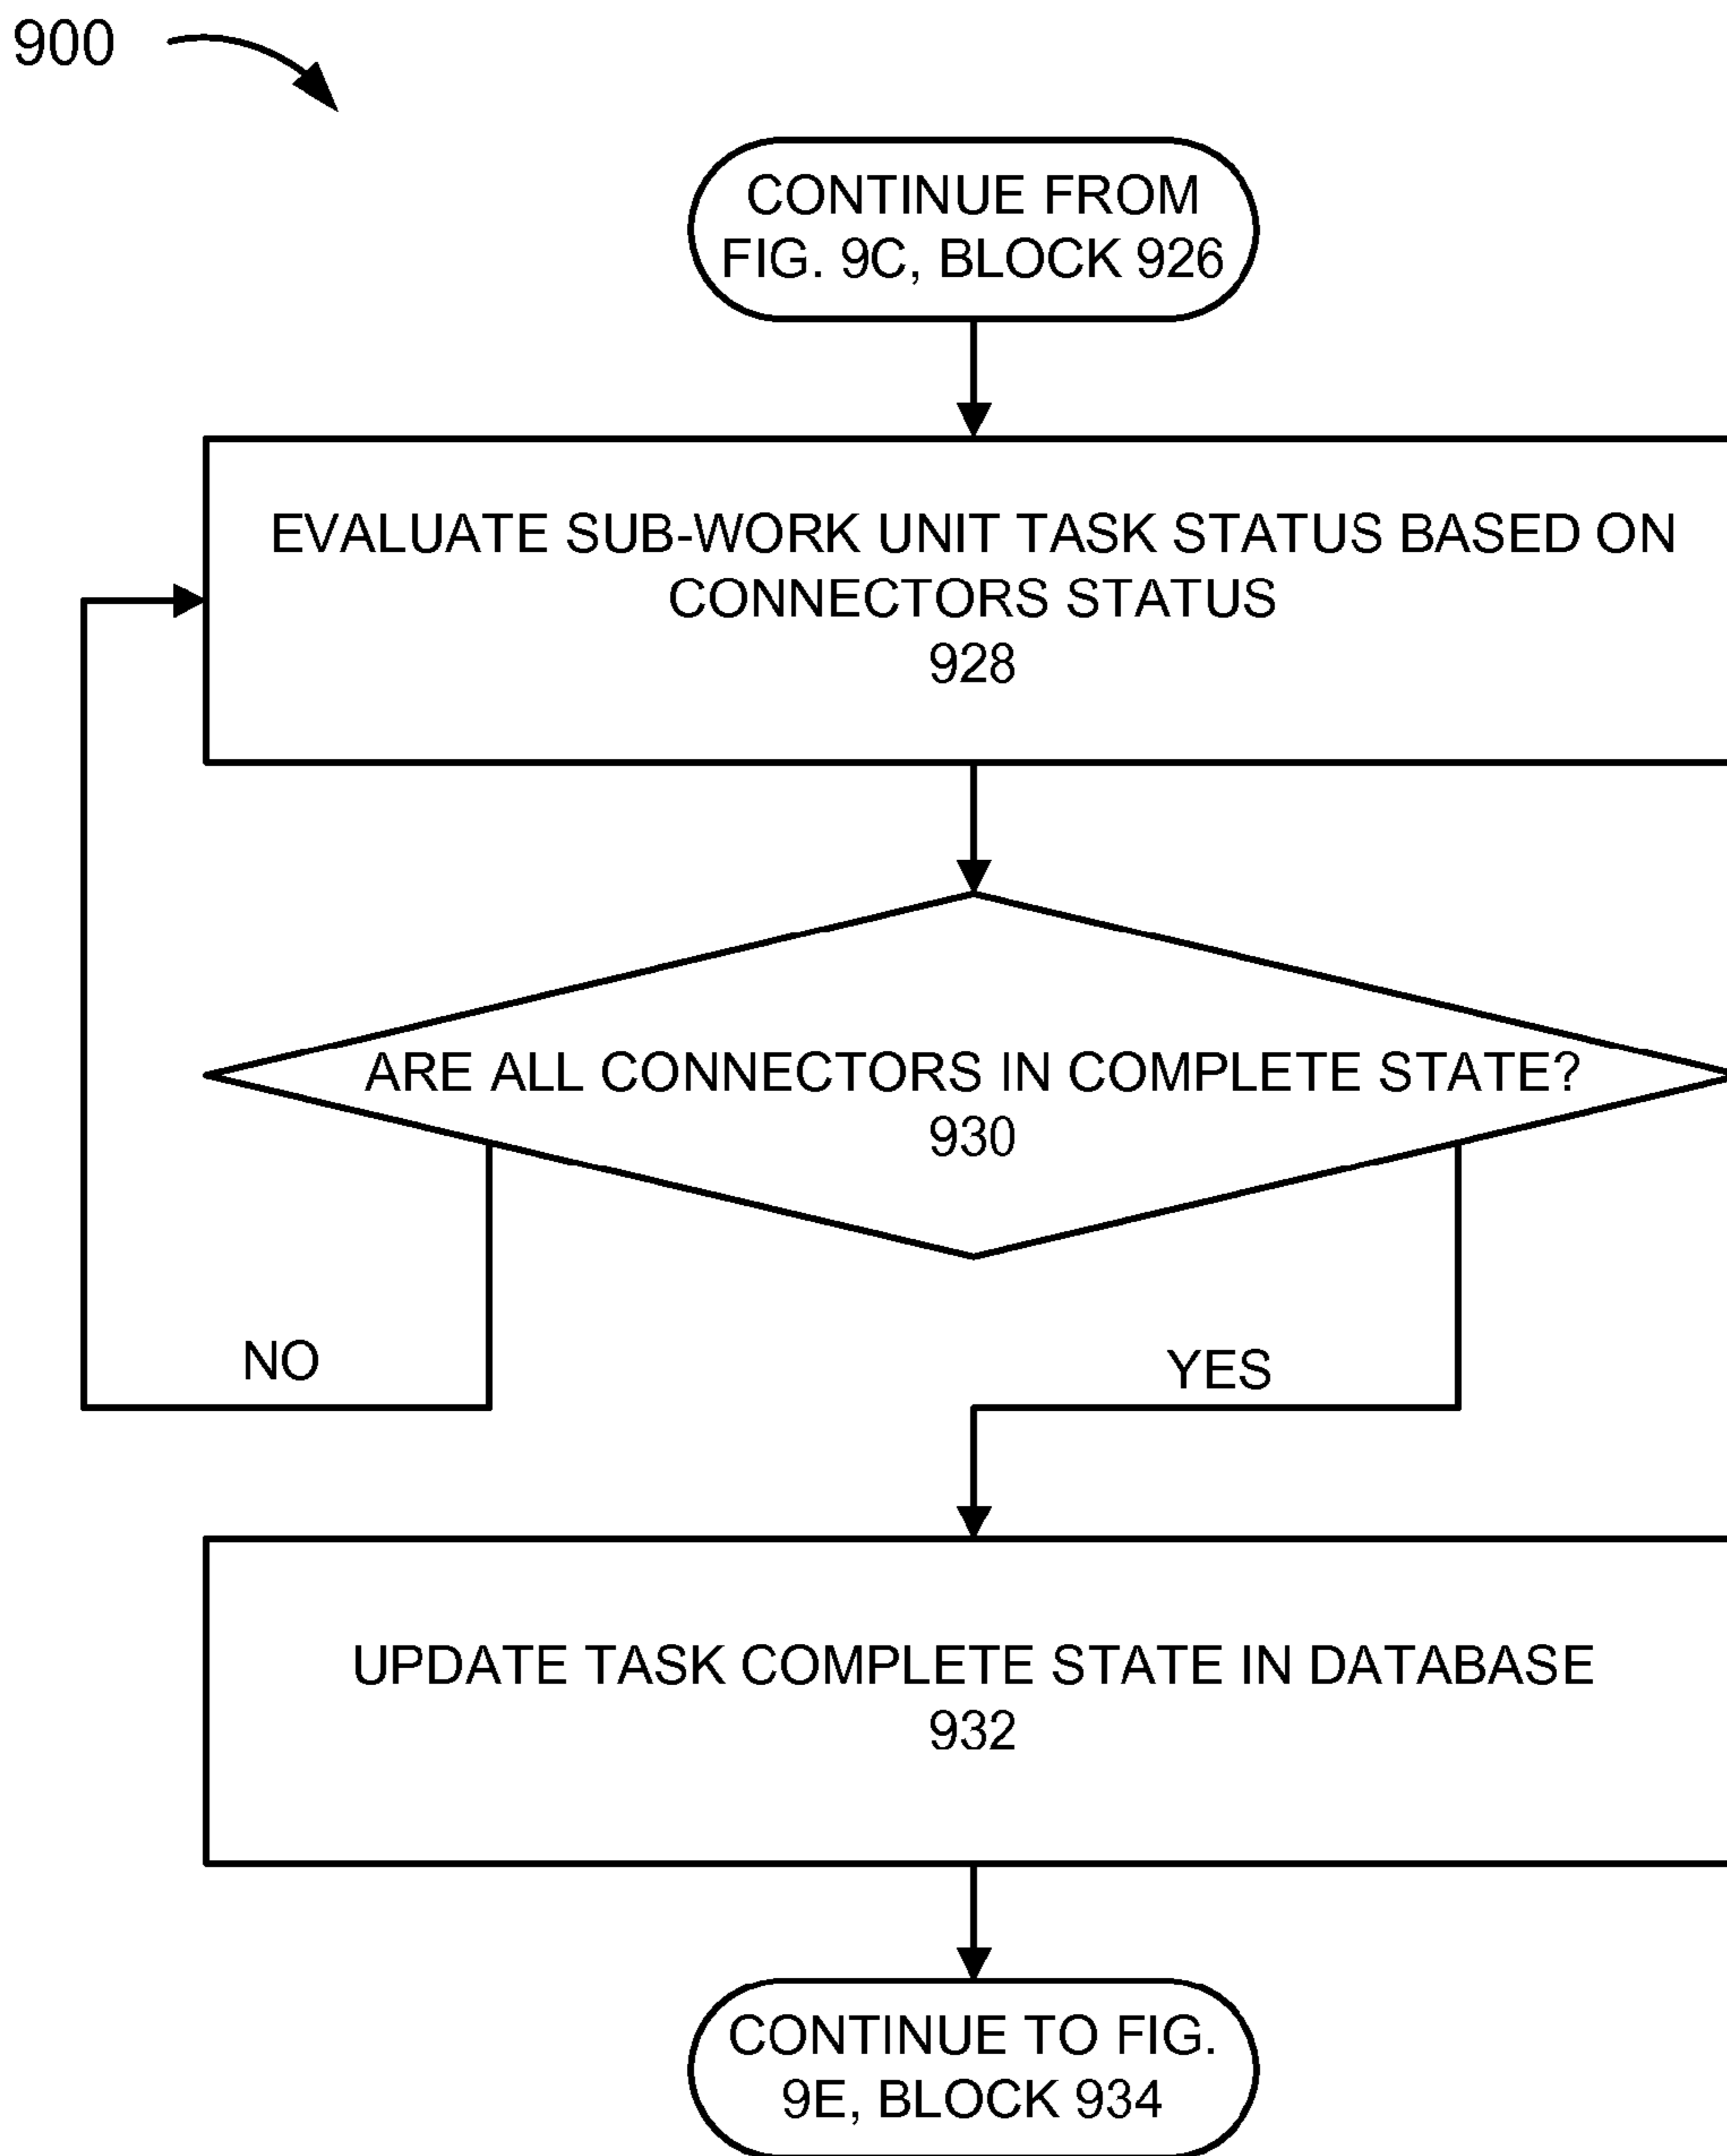 900
CONTINUE FROM
FIG. 9C, BLOCK 926
EVALUATE SUB-WORK UNIT TASK STATUS BASED ON
CONNECTORS STATUS
928
ARE ALL CONNECTORS IN COMPLETE STATE?
930
NO
YES
UPDATE TASK COMPLETE STATE IN DATABASE
932
CONTINUE TO FIG.
9E, BLOCK 934